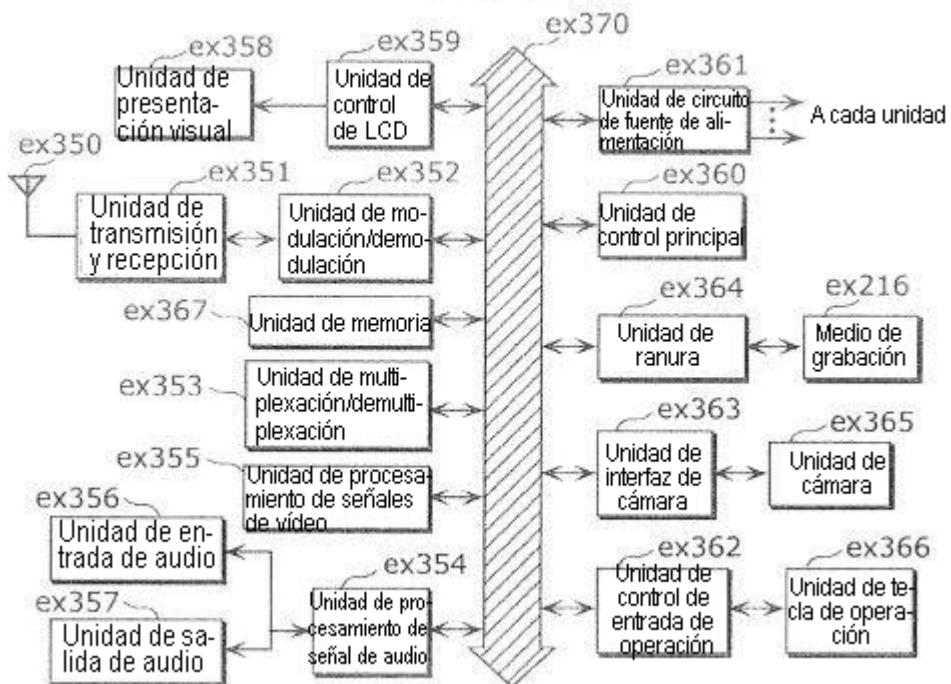 ex370
ex358
ex359
ex361
Unidad de
presenta-
ción visual
Unidad de
control
de LCD
Unidad de circuito
de fuente de ali-
mentación
A cada unidad
ex350
ex351
ex352
ex360
Unidad de
transmisión
y recepción
Unidad de mo-
dulación/demo-
dulación
Unidad de
control principal
ex367
Unidad de memoria
ex364
ex216
Unidad de
ranura
Medio de
grabación
ex353
Unidad de multi-
plexación/demulti-
plexación
ex363
ex365
Unidad de
interfaz de
cámara
Unidad de
cámara
ex355
Unidad de procesa-
miento de señales
de vídeo
ex356
Unidad de en-
trada de audio
ex354
ex362
ex366
Unidad de pro-
cesamiento de
señal de audio
Unidad de
control de
entrada de
operación
Unidad de te-
cla de opera-
ción
ex357
Unidad de sa-
lida de audio